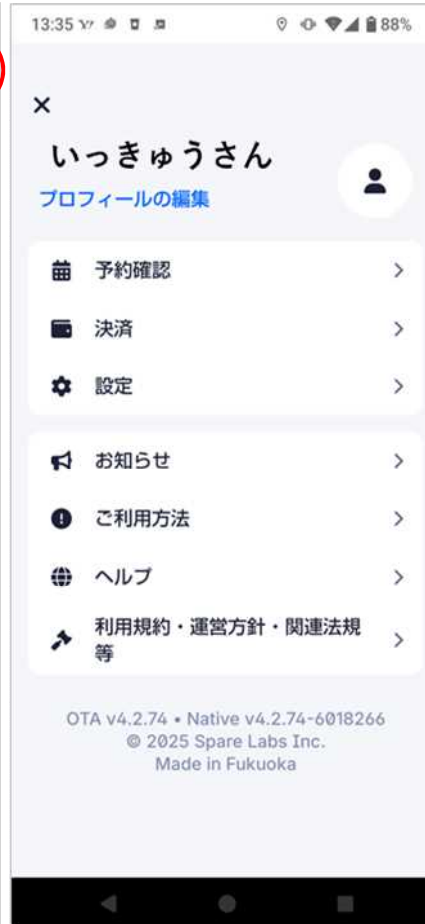 13:35
88%
いっきゅうさん
プロフィールの編集
予約確認
決済
設定
お知らせ
ご利用方法
ヘルプ
利用規約・運営方針・関連法規
等
OTA v4.2.74 • Native v4.2.74-6018266
© 2025 Spare Labs Inc.
Made in Fukuoka